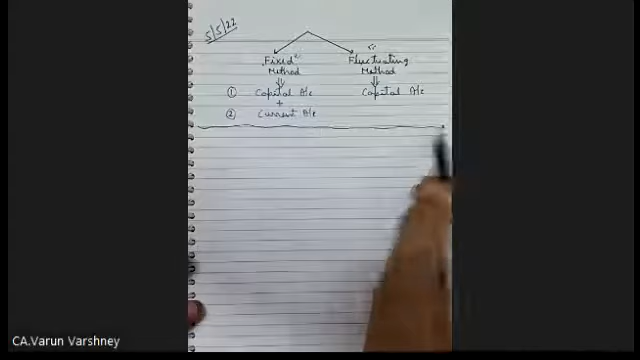 5/5/22
Fixed Fluctuating
Method Method
① Capital A/c Capital A/c
+
② Current A/c
CA.Varun Varshney